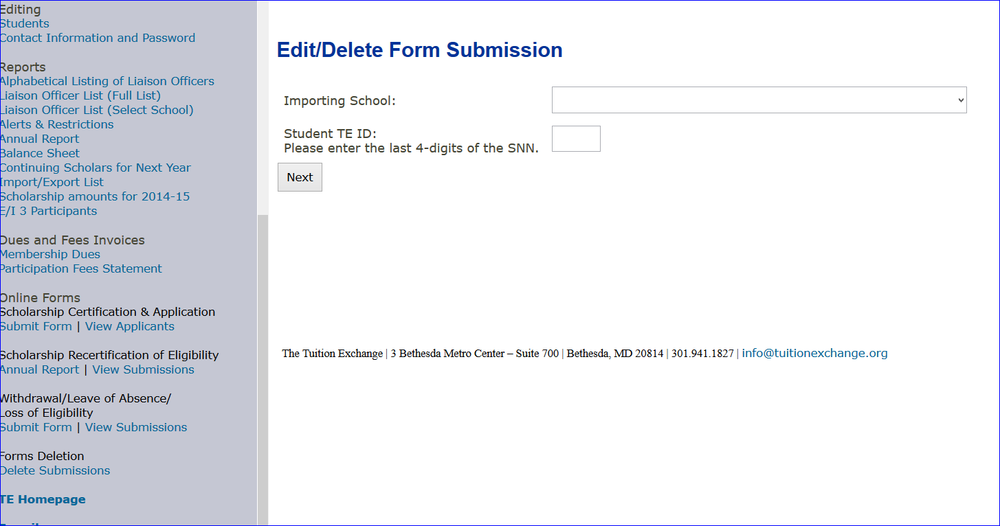 Editing
Students
Contact Information and Password
Reports
Alphabetical Listing of Liaison Officers
Liaison Officer List (Full List)
Liaison Officer List (Select School)
Alerts & Restrictions
Annual Report
Balance Sheet
Continuing Scholars for Next Year
Import/Export List
Scholarship amounts for 2014-15
E/I 3 Participants
Dues and Fees Invoices
Membership Dues
Participation Fees Statement
Online Forms
Scholarship Certification & Application
Submit Form | View Applicants
Scholarship Recertification of Eligibility
Annual Report | View Submissions
Withdrawal/Leave of Absence/
Loss of Eligibility
Submit Form | View Submissions
Forms Deletion
Delete Submissions
TE Homepage
Edit/Delete Form Submission
Importing School:
Student TE ID:
Please enter the last 4-digits of the SNN.
Next
The Tuition Exchange | 3 Bethesda Metro Center – Suite 700 | Bethesda, MD 20814 | 301.941.1827 | info@tuitionexchange.org